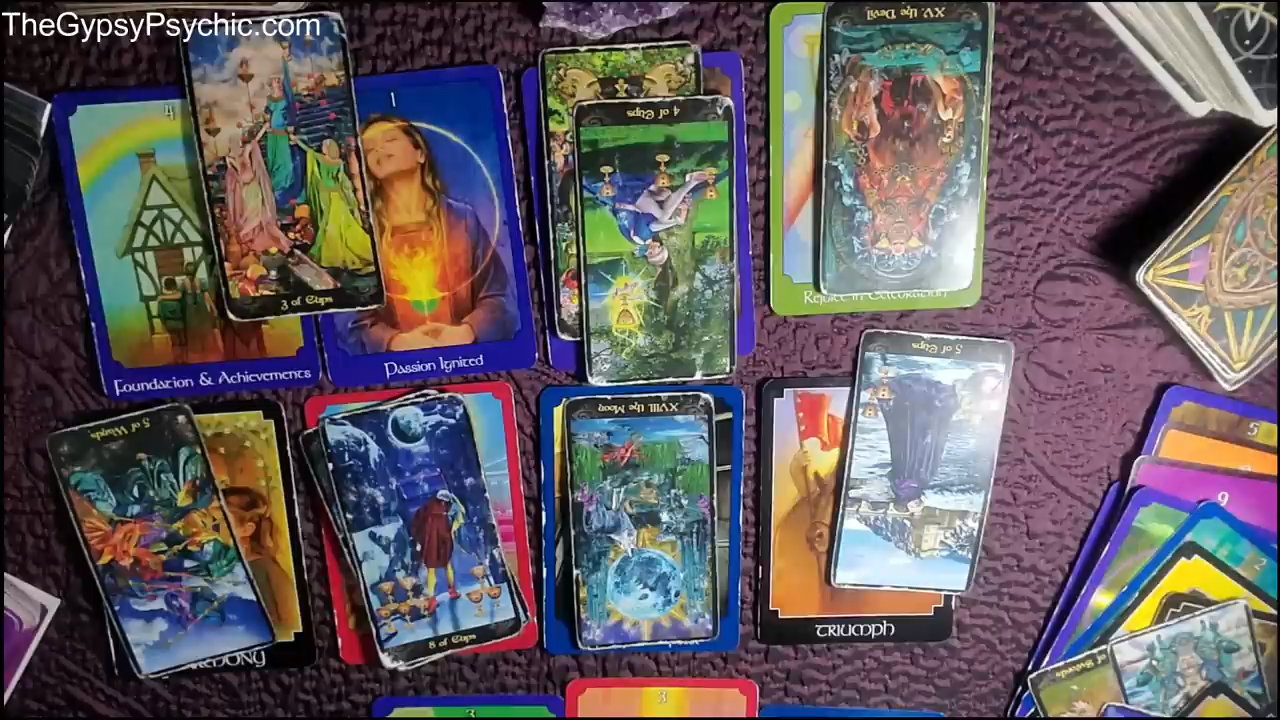 TheGypsyPsychic.com
XV. the Devil
4
1
4 of Cups
3 of Cups
Rejoice in Celebration
Passion Ignited
Foundation & Achievements
5 of Cups
5 of Wands
XVIII. the Moon
5
9
2
8 of Cups
TRIUMPH
of Swords
3
3